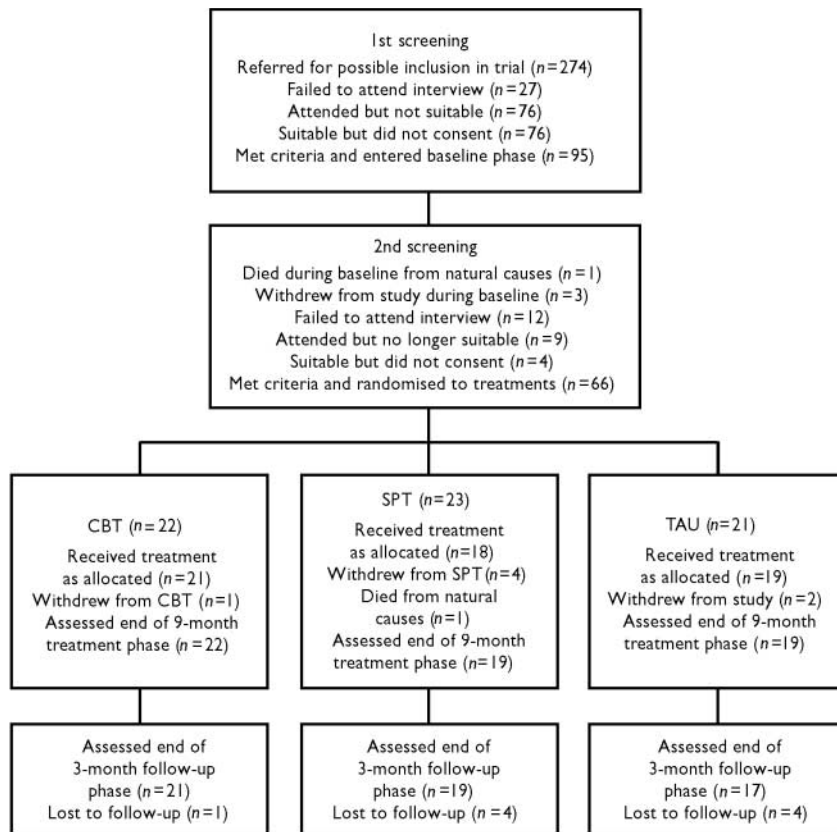 1st screening
Referred for possible inclusion in trial (n=274)
Failed to attend interview (n=27)
Attended but not suitable (n=76)
Suitable but did not consent (n=76)
Met criteria and entered baseline phase (n=95)
2nd screening
Died during baseline from natural causes (n=1)
Withdrew from study during baseline (n=3)
Failed to attend interview (n=12)
Attended but no longer suitable (n=9)
Suitable but did not consent (n=4)
Met criteria and randomised to treatments (n=66)
CBT (n=22)
Received treatment
as allocated (n=21)
Withdrew from CBT (n=1)
Assessed end of 9-month
treatment phase (n=22)
SPT (n=23)
Received treatment
as allocated (n=18)
Withdrew from SPT (n=4)
Died from natural
causes (n=1)
Assessed end of 9-month
treatment phase (n=19)
TAU (n=21)
Received treatment
as allocated (n=19)
Withdrew from study (n=2)
Assessed end of 9-month
treatment phase (n=19)
Assessed end of
3-month follow-up
phase (n=21)
Lost to follow-up (n=1)
Assessed end of
3-month follow-up
phase (n=19)
Lost to follow-up (n=4)
Assessed end of
3-month follow-up
phase (n=17)
Lost to follow-up (n=4)